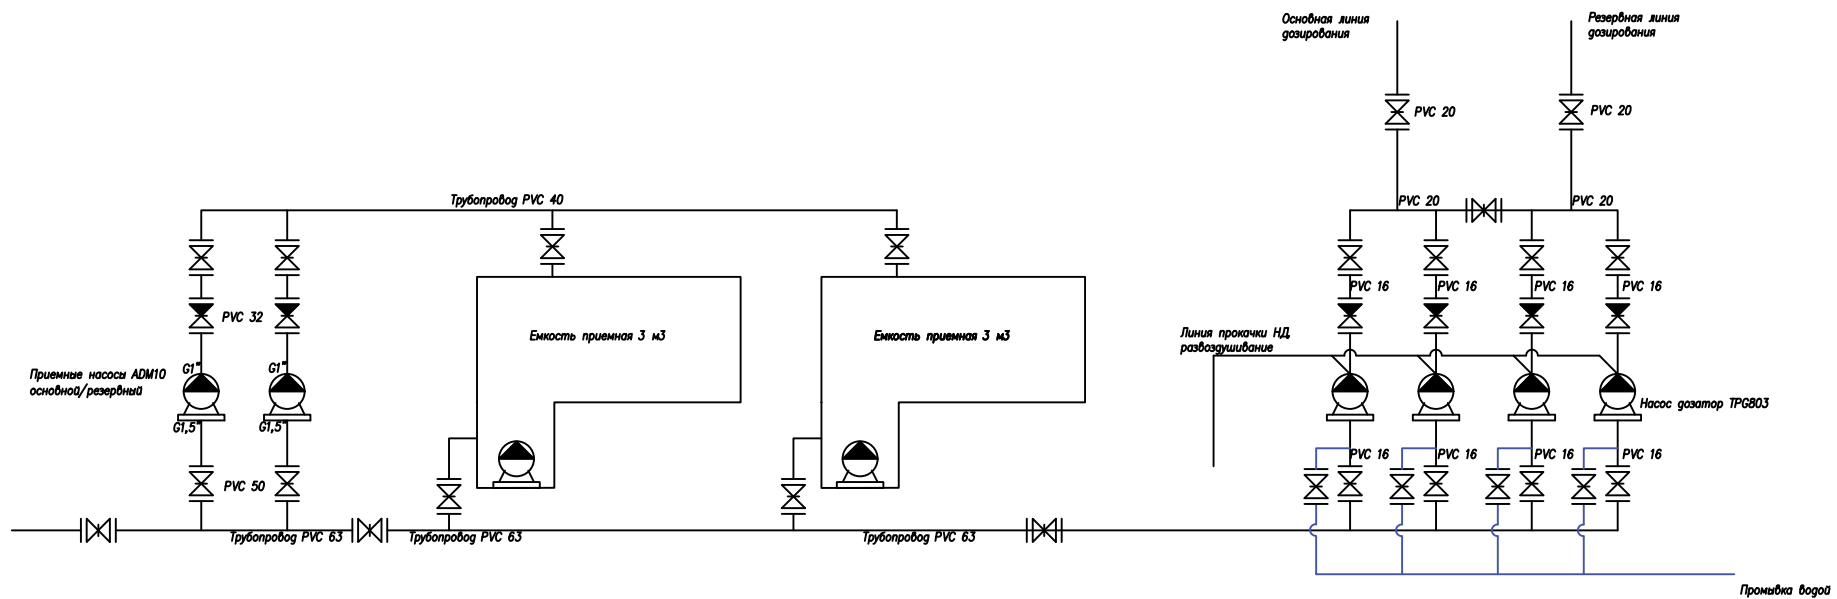 Основная линия
дозирования
Резервная линия
дозирования
PVC 20
PVC 20
Трубопровод PVC 40
PVC 20
PVC 20
PVC 16
PVC 16
PVC 16
PVC 16
PVC 32
Емкость приемная 3 м3
Емкость приемная 3 м3
Линия прокачки НД,
развоздушивание
G1"
G1"
Приемные насосы ADM10
основной/резервный
Насос дозатор TPG803
G1,5"
G1,5"
PVC 16
PVC 16
PVC 16
PVC 16
PVC 50
Трубопровод PVC 63
Трубопровод PVC 63
Трубопровод PVC 63
Промывка водой